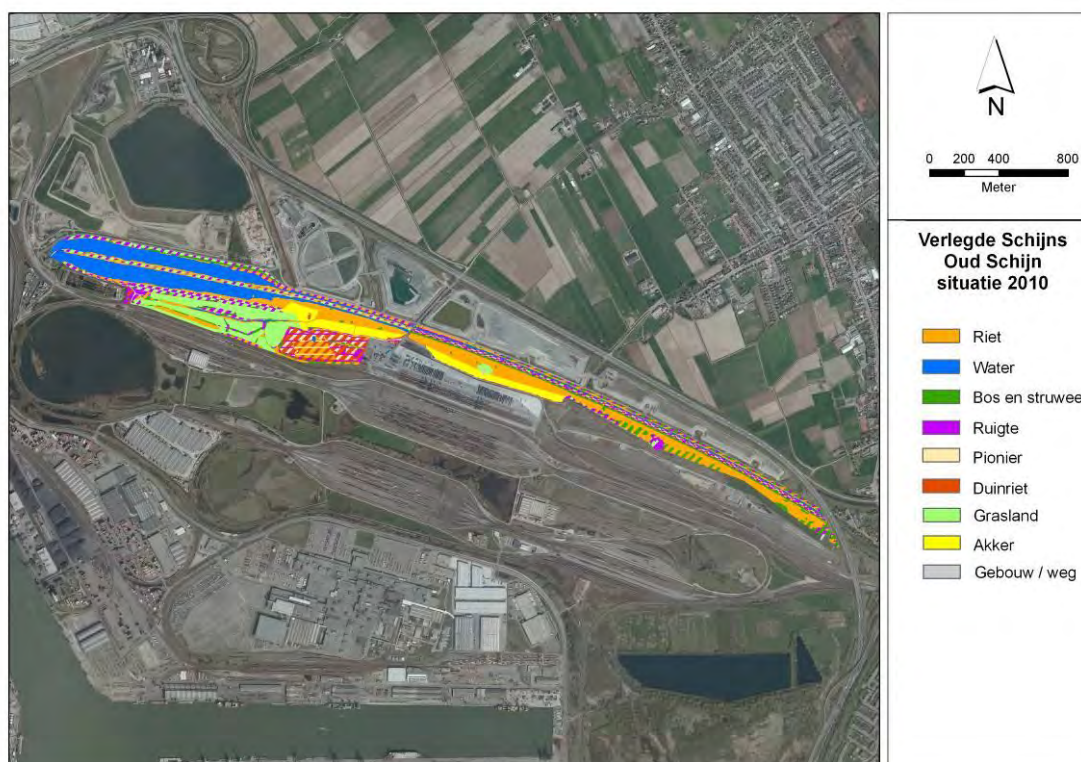 N
0 200 400 800
Meter
Verlegde Schijns
Oud Schijn
situatie 2010
Riet
Water
Bos en struwee
Ruigte
Pionier
Duinriet
Grasland
Akker
Gebouw / weg